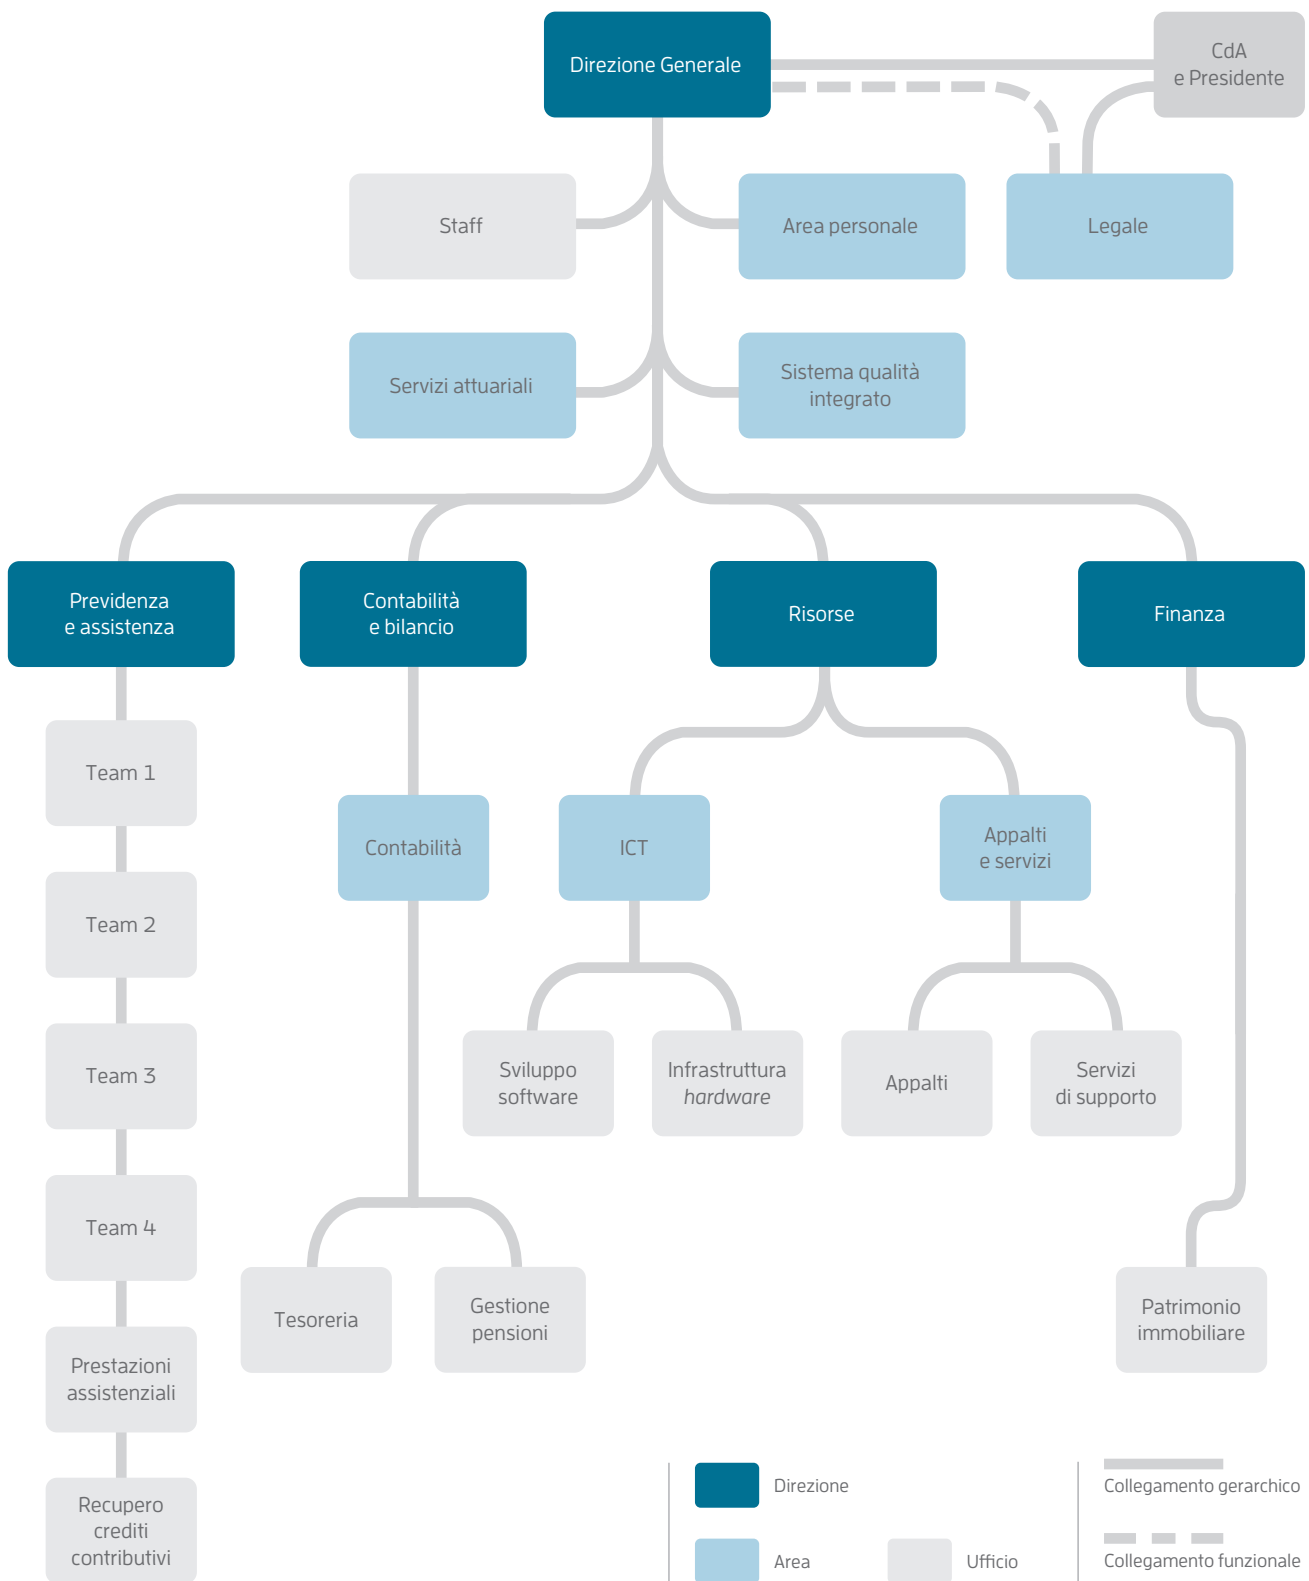 Direzione Generale
CdA
e Presidente
Staff
Area personale
Legale
Servizi attuariali
Sistema qualità
integrato
Previdenza
e assistenza
Contabilità
e bilancio
Risorse
Finanza
Team 1
Team 2
Team 3
Team 4
Prestazioni
assistenziali
Recupero
crediti
contributivi
Contabilità
Tesoreria
Gestione
pensioni
ICT
Appalti
e servizi
Sviluppo
software
Infrastruttura
hardware
Appalti
Servizi
di supporto
Patrimonio
immobiliare
Direzione
Area
Ufficio
Collegamento gerarchico
Collegamento funzionale